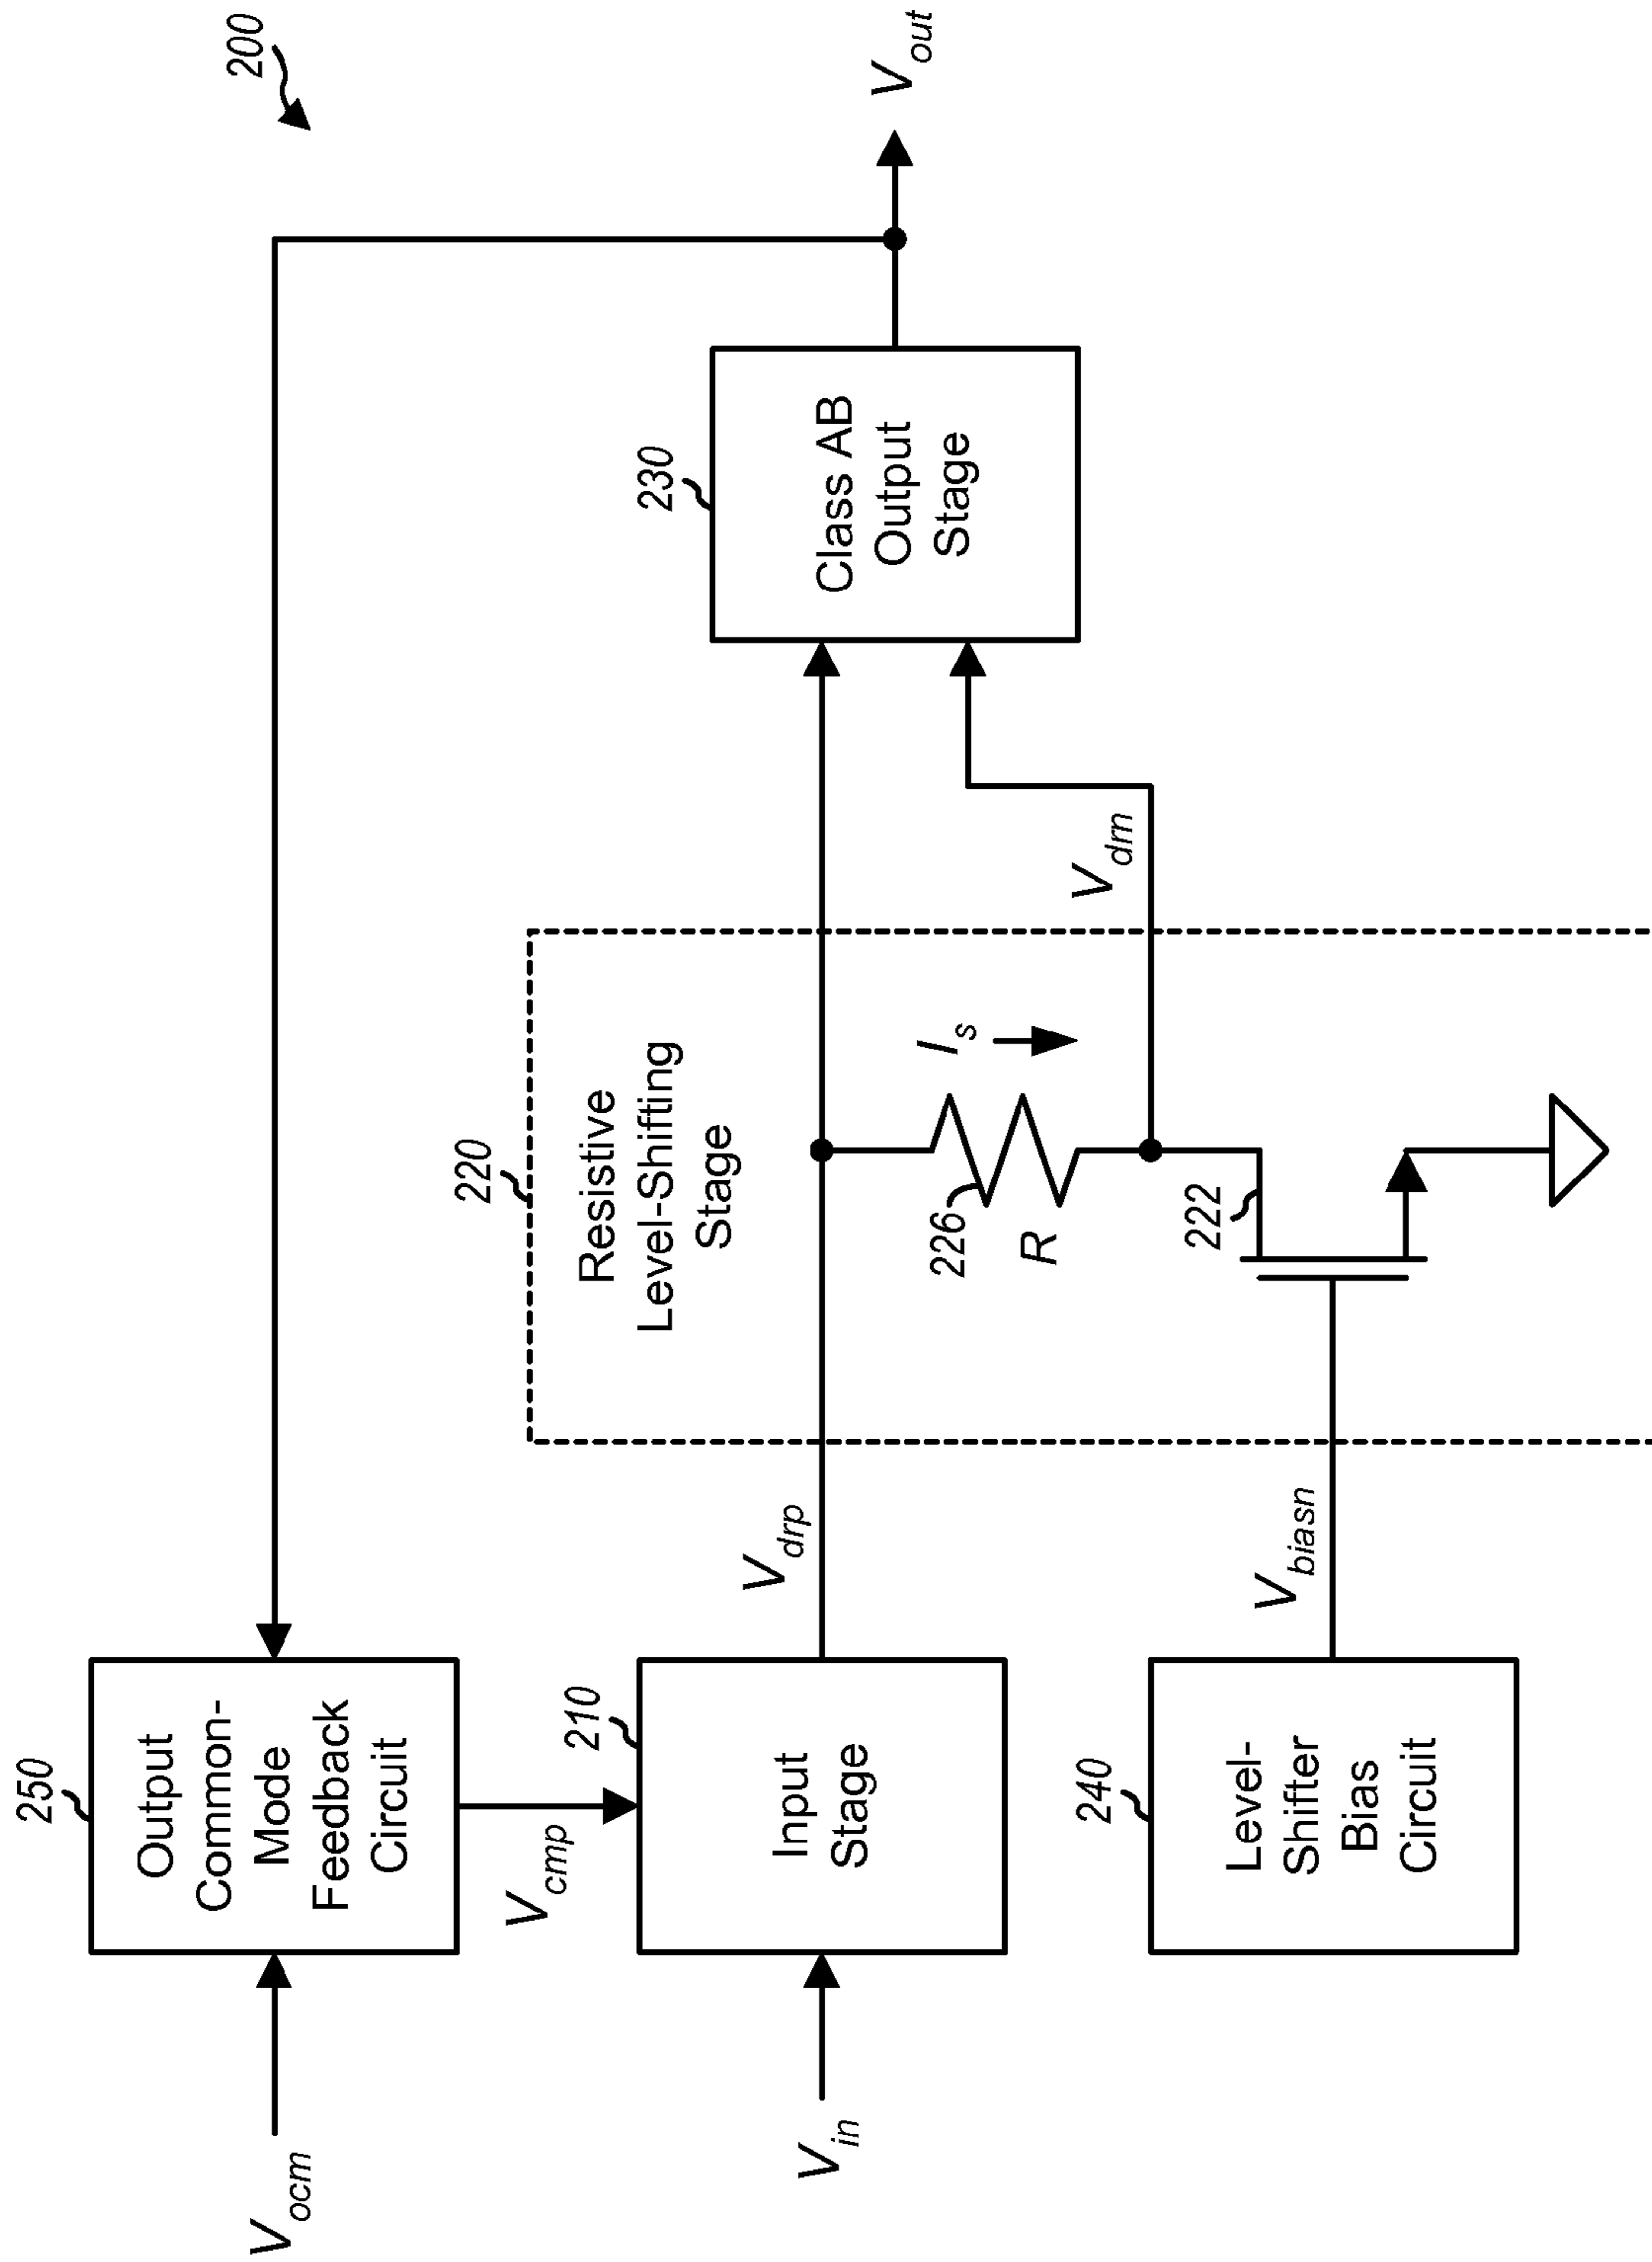 200
250
Output
Common-
Mode
Feedback
Circuit
V_ocm
V_cmp
210
Input
Stage
V_in
V_drp
220
Resistive
Level-Shifting
Stage
226
R
I_s
222
V_dm
230
Class AB
Output
Stage
V_out
240
Level-
Shifter
Bias
Circuit
V_biasn